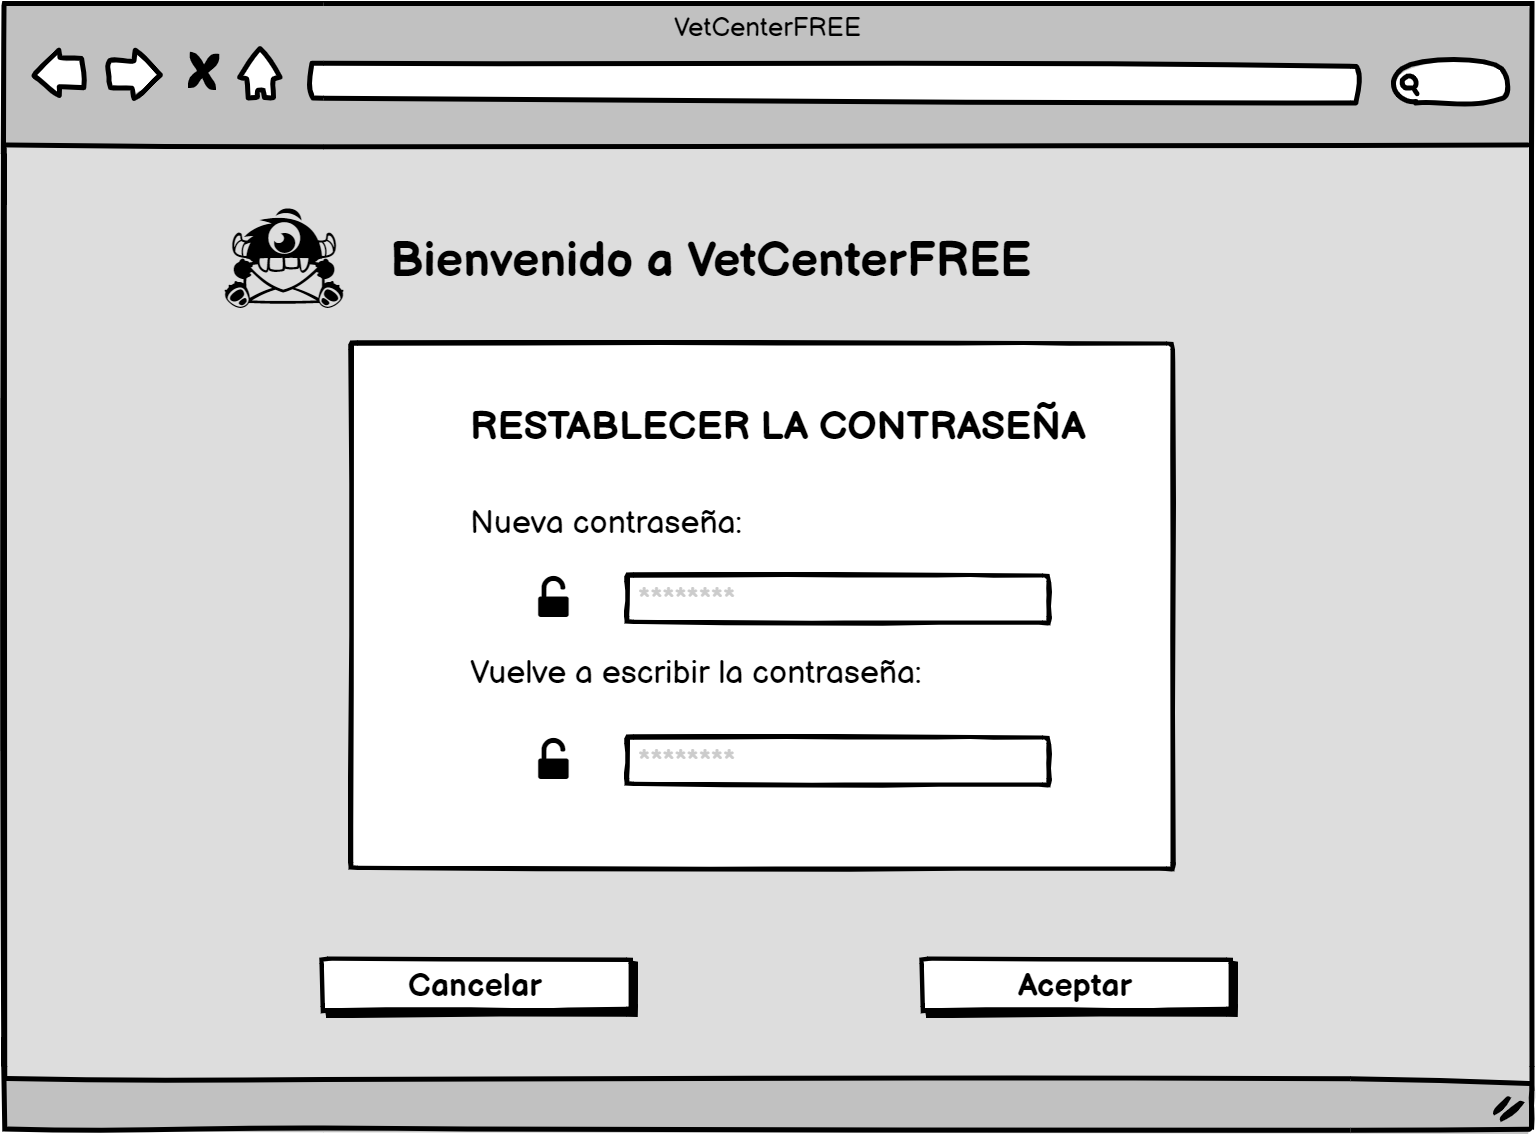 VetCenterFREE
Bienvenido a VetCenterFREE
RESTABLECER LA CONTRASEÑA
Nueva contraseña:
********
Vuelve a escribir la contraseña:
********
Cancelar
Aceptar